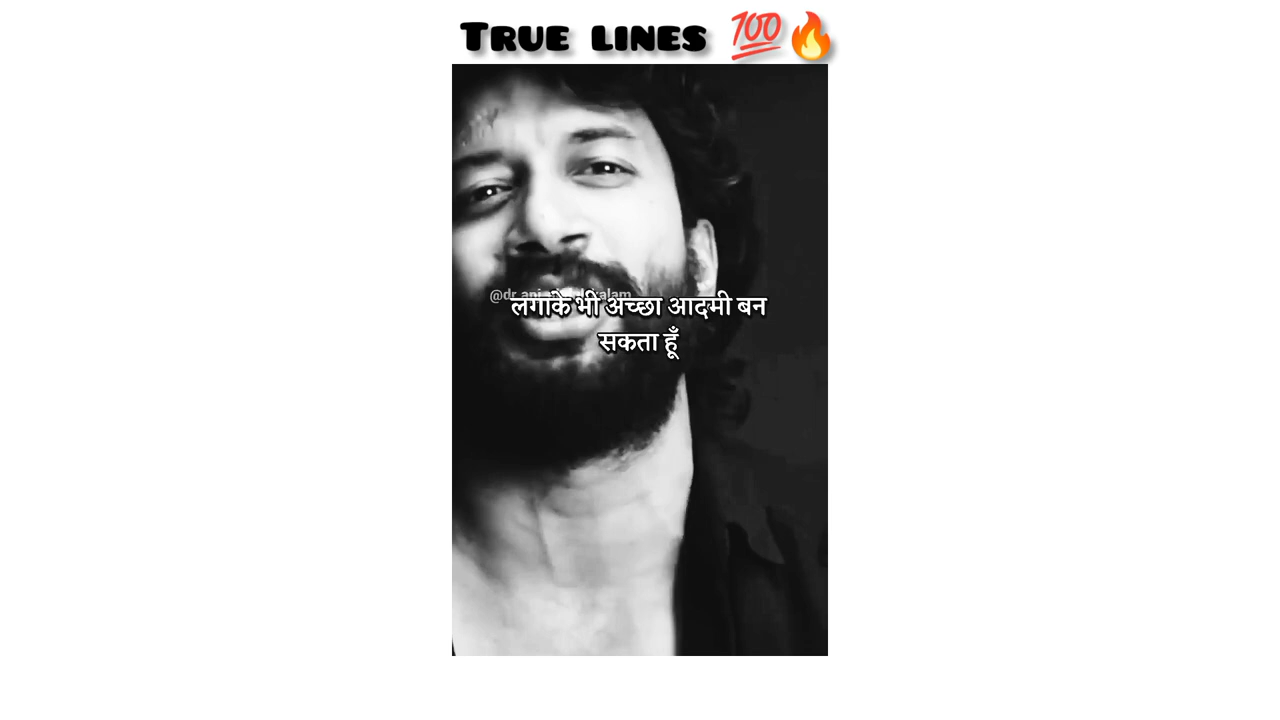 TRUE LINES 💯🔥
लगाके भी अच्छा आदमी बन
सकता हूँ